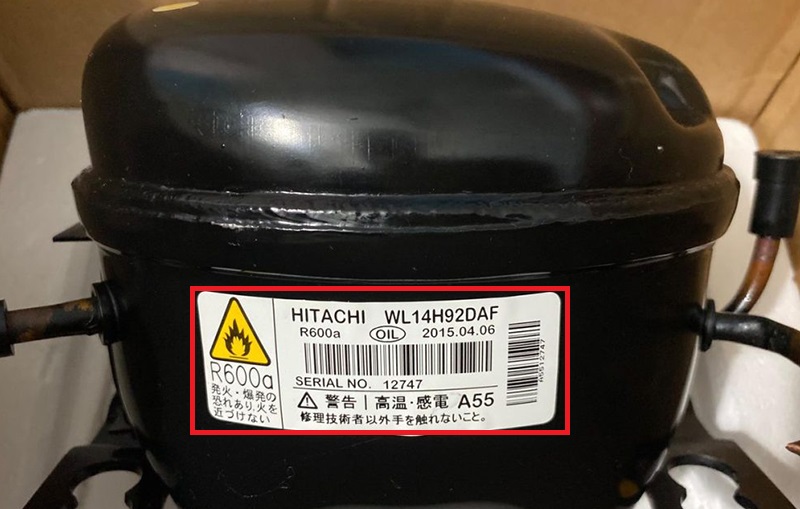 R600a
発火・爆発の
恐れあり,火を
近づけない
HITACHI WL14H92DAF
R600a OIL 2015.04.06
SERIAL NO. 12747
警告 | 高温・感電 A55
修理技術者以外手を触れないこと。
A5512747